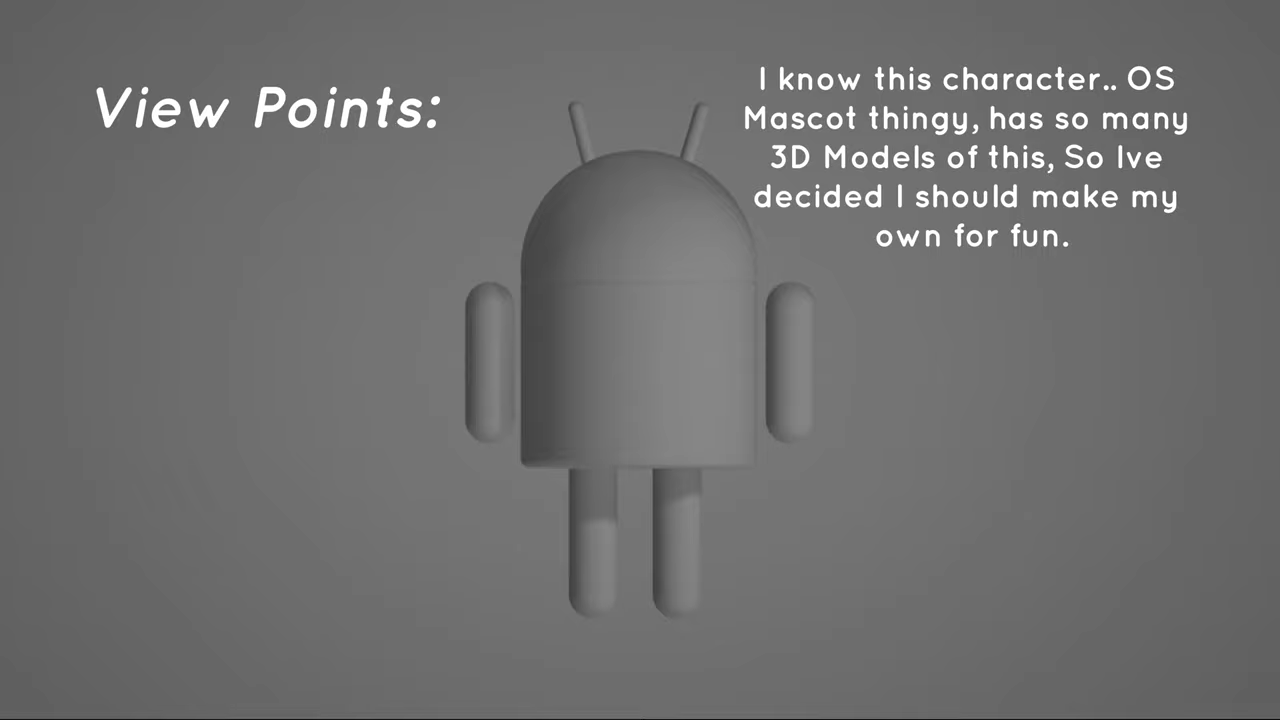 View Points:
I know this character.. OS
Mascot thingy, has so many
3D Models of this, So Ive
decided I should make my
own for fun.